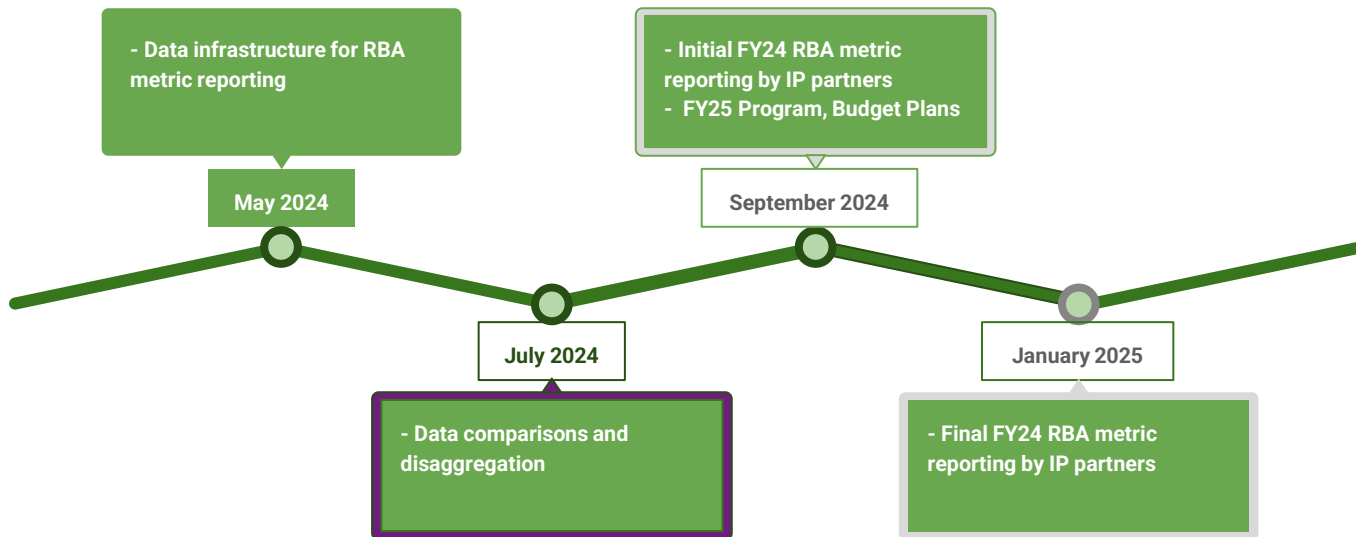 - Data infrastructure for RBA
metric reporting
May 2024
- Initial FY24 RBA metric
reporting by IP partners
-  FY25 Program, Budget Plans
September 2024
July 2024
- Data comparisons and
disaggregation
January 2025
- Final FY24 RBA metric
reporting by IP partners